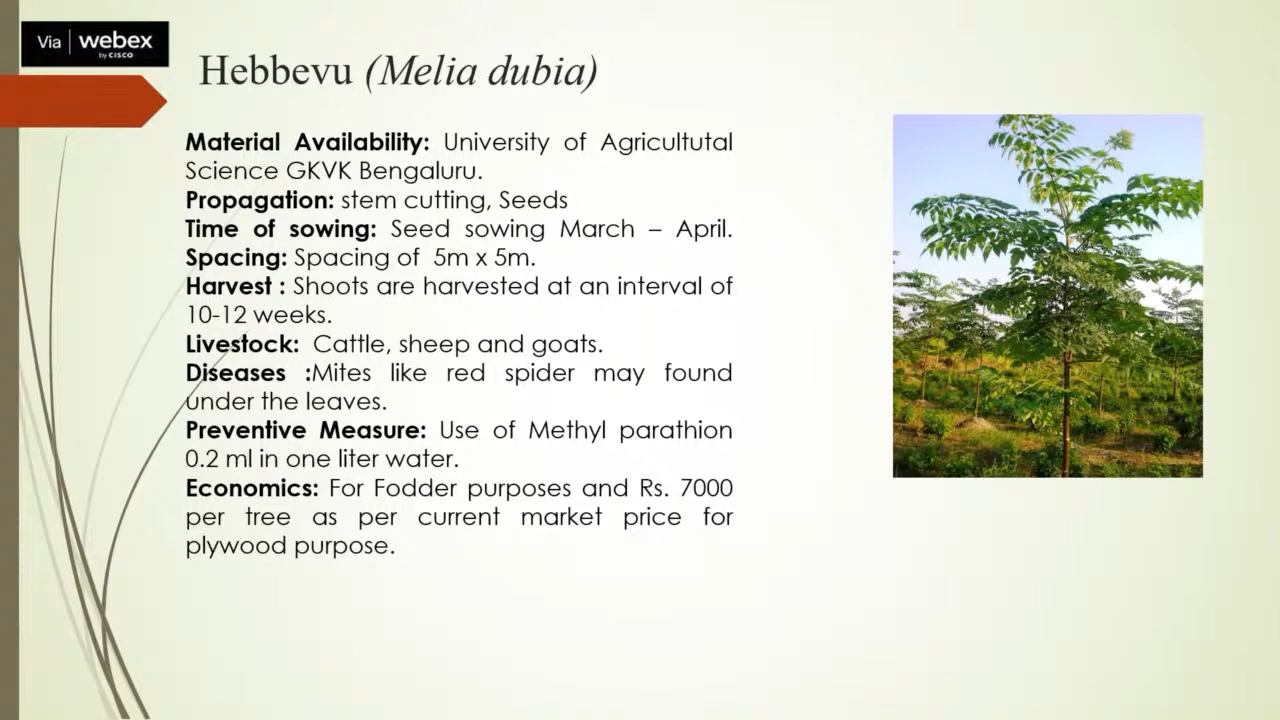 Via webex
by CISCO
Hebbevu (Melia dubia)
Material Availability: University of Agricultutal
Science GKVK Bengaluru.
Propagation: stem cutting, Seeds
Time of sowing: Seed sowing March – April.
Spacing: Spacing of 5m x 5m.
Harvest : Shoots are harvested at an interval of
10-12 weeks.
Livestock: Cattle, sheep and goats.
Diseases :Mites like red spider may found
under the leaves.
Preventive Measure: Use of Methyl parathion
0.2 ml in one liter water.
Economics: For Fodder purposes and Rs. 7000
per tree as per current market price for
plywood purpose.